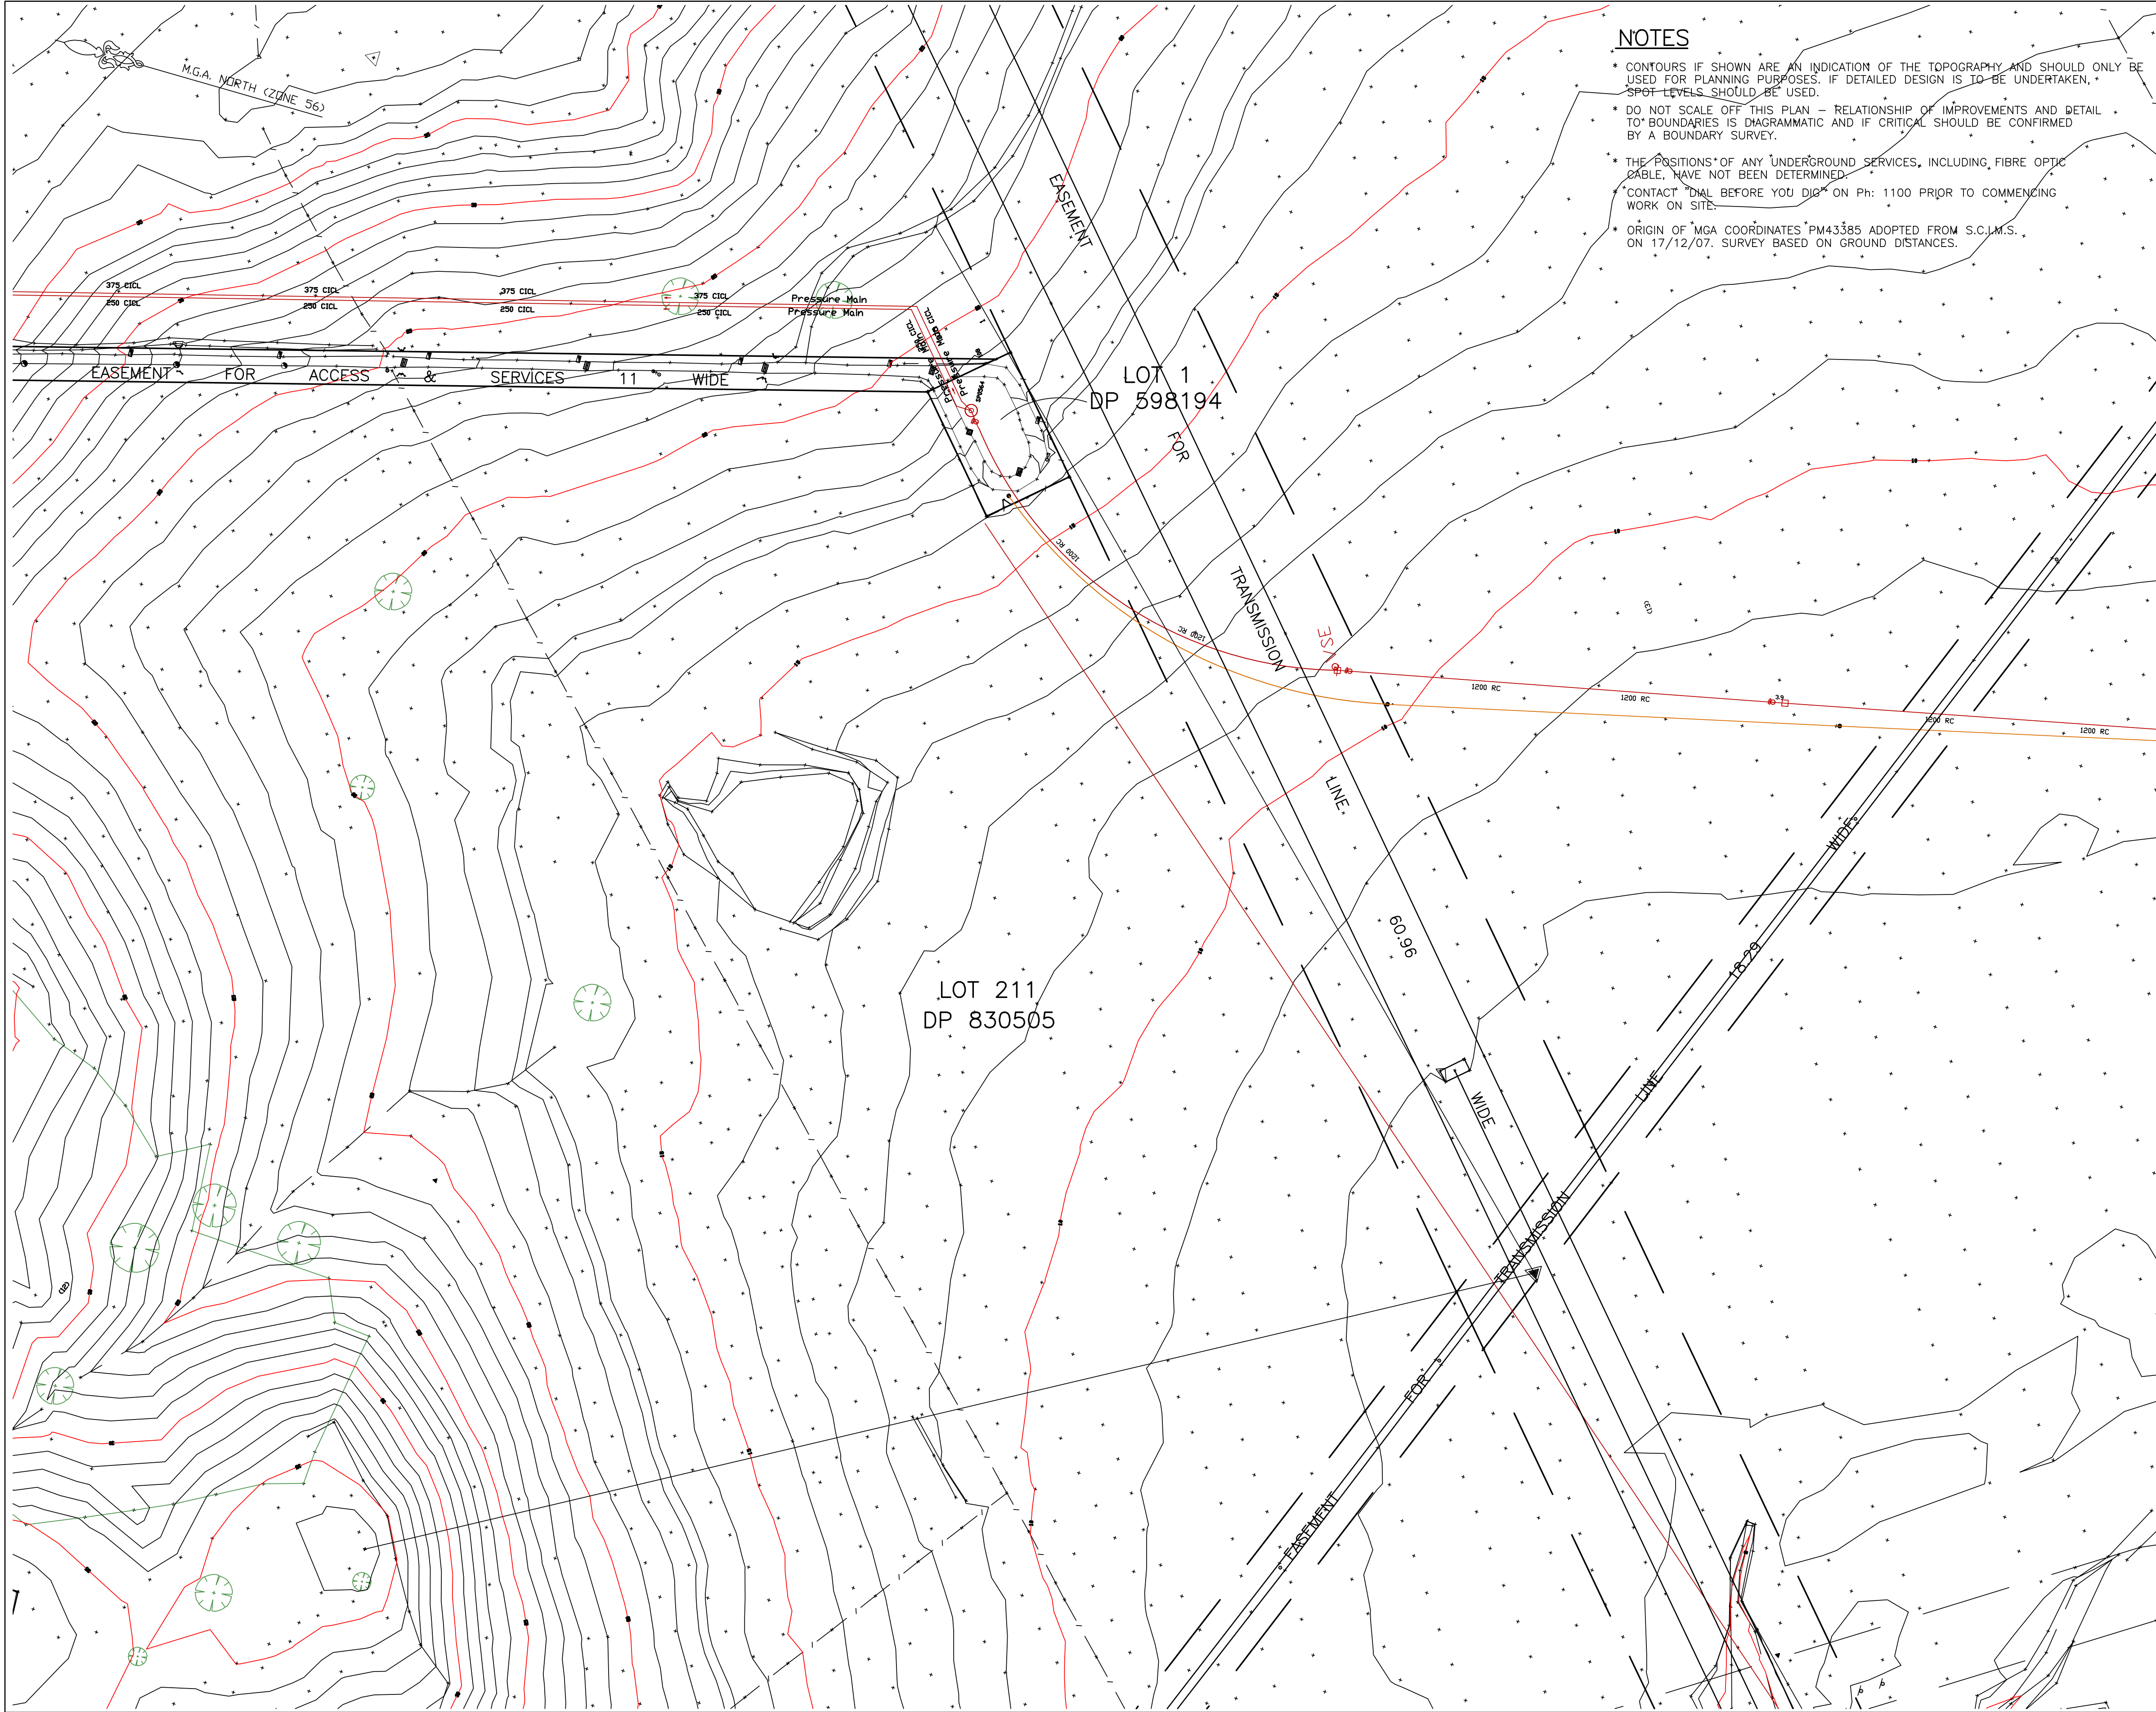 NOTES
* CONTOURS IF SHOWN ARE AN INDICATION OF THE TOPOGRAPHY AND SHOULD ONLY BE
USED FOR PLANNING PURPOSES. IF DETAILED DESIGN IS TO BE UNDERTAKEN,
SPOT LEVELS SHOULD BE USED.
* DO NOT SCALE OFF THIS PLAN – RELATIONSHIP OF IMPROVEMENTS AND DETAIL
TO BOUNDARIES IS DIAGRAMMATIC AND IF CRITICAL SHOULD BE CONFIRMED
BY A BOUNDARY SURVEY.
* THE POSITIONS OF ANY UNDERGROUND SERVICES, INCLUDING FIBRE OPTIC
CABLE, HAVE NOT BEEN DETERMINED.
* CONTACT "DIAL BEFORE YOU DIG" ON Ph: 1100 PRIOR TO COMMENCING
WORK ON SITE.
* ORIGIN OF MGA COORDINATES PM43385 ADOPTED FROM S.C.I.M.S.
ON 17/12/07. SURVEY BASED ON GROUND DISTANCES.
M.G.A. NORTH (ZONE 56)
375 CICL
250 CICL
375 CICL
250 CICL
375 CICL
250 CICL
375 CICL
250 CICL
Pressure Main
Pressure Main
Pressure Main CICL
EASEMENT FOR ACCESS & SERVICES 11 WIDE
LOT 1
DP 598194
EASEMENT FOR TRANSMISSION LINE 60.96 WIDE
1200 RC
1200 RC
1200 RC
1200 RC
1200 RC
1200 RC
39
LOT 211
DP 830505
EASEMENT FOR TRANSMISSION LINE 18.29 WIDE
(13)
(12)